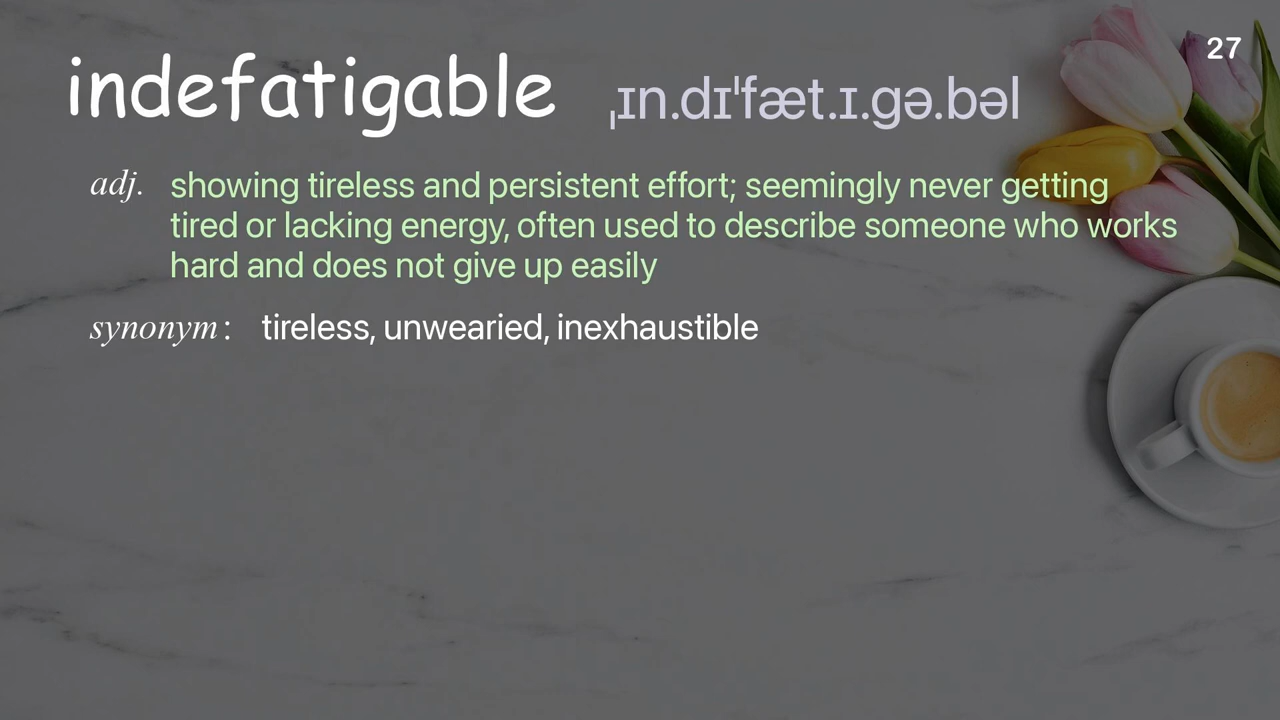 27
indefatigable ˌɪn.dɪˈfæt.ɪ.gə.bəl
adj. showing tireless and persistent effort; seemingly never getting
tired or lacking energy, often used to describe someone who works
hard and does not give up easily
synonym: tireless, unwearied, inexhaustible